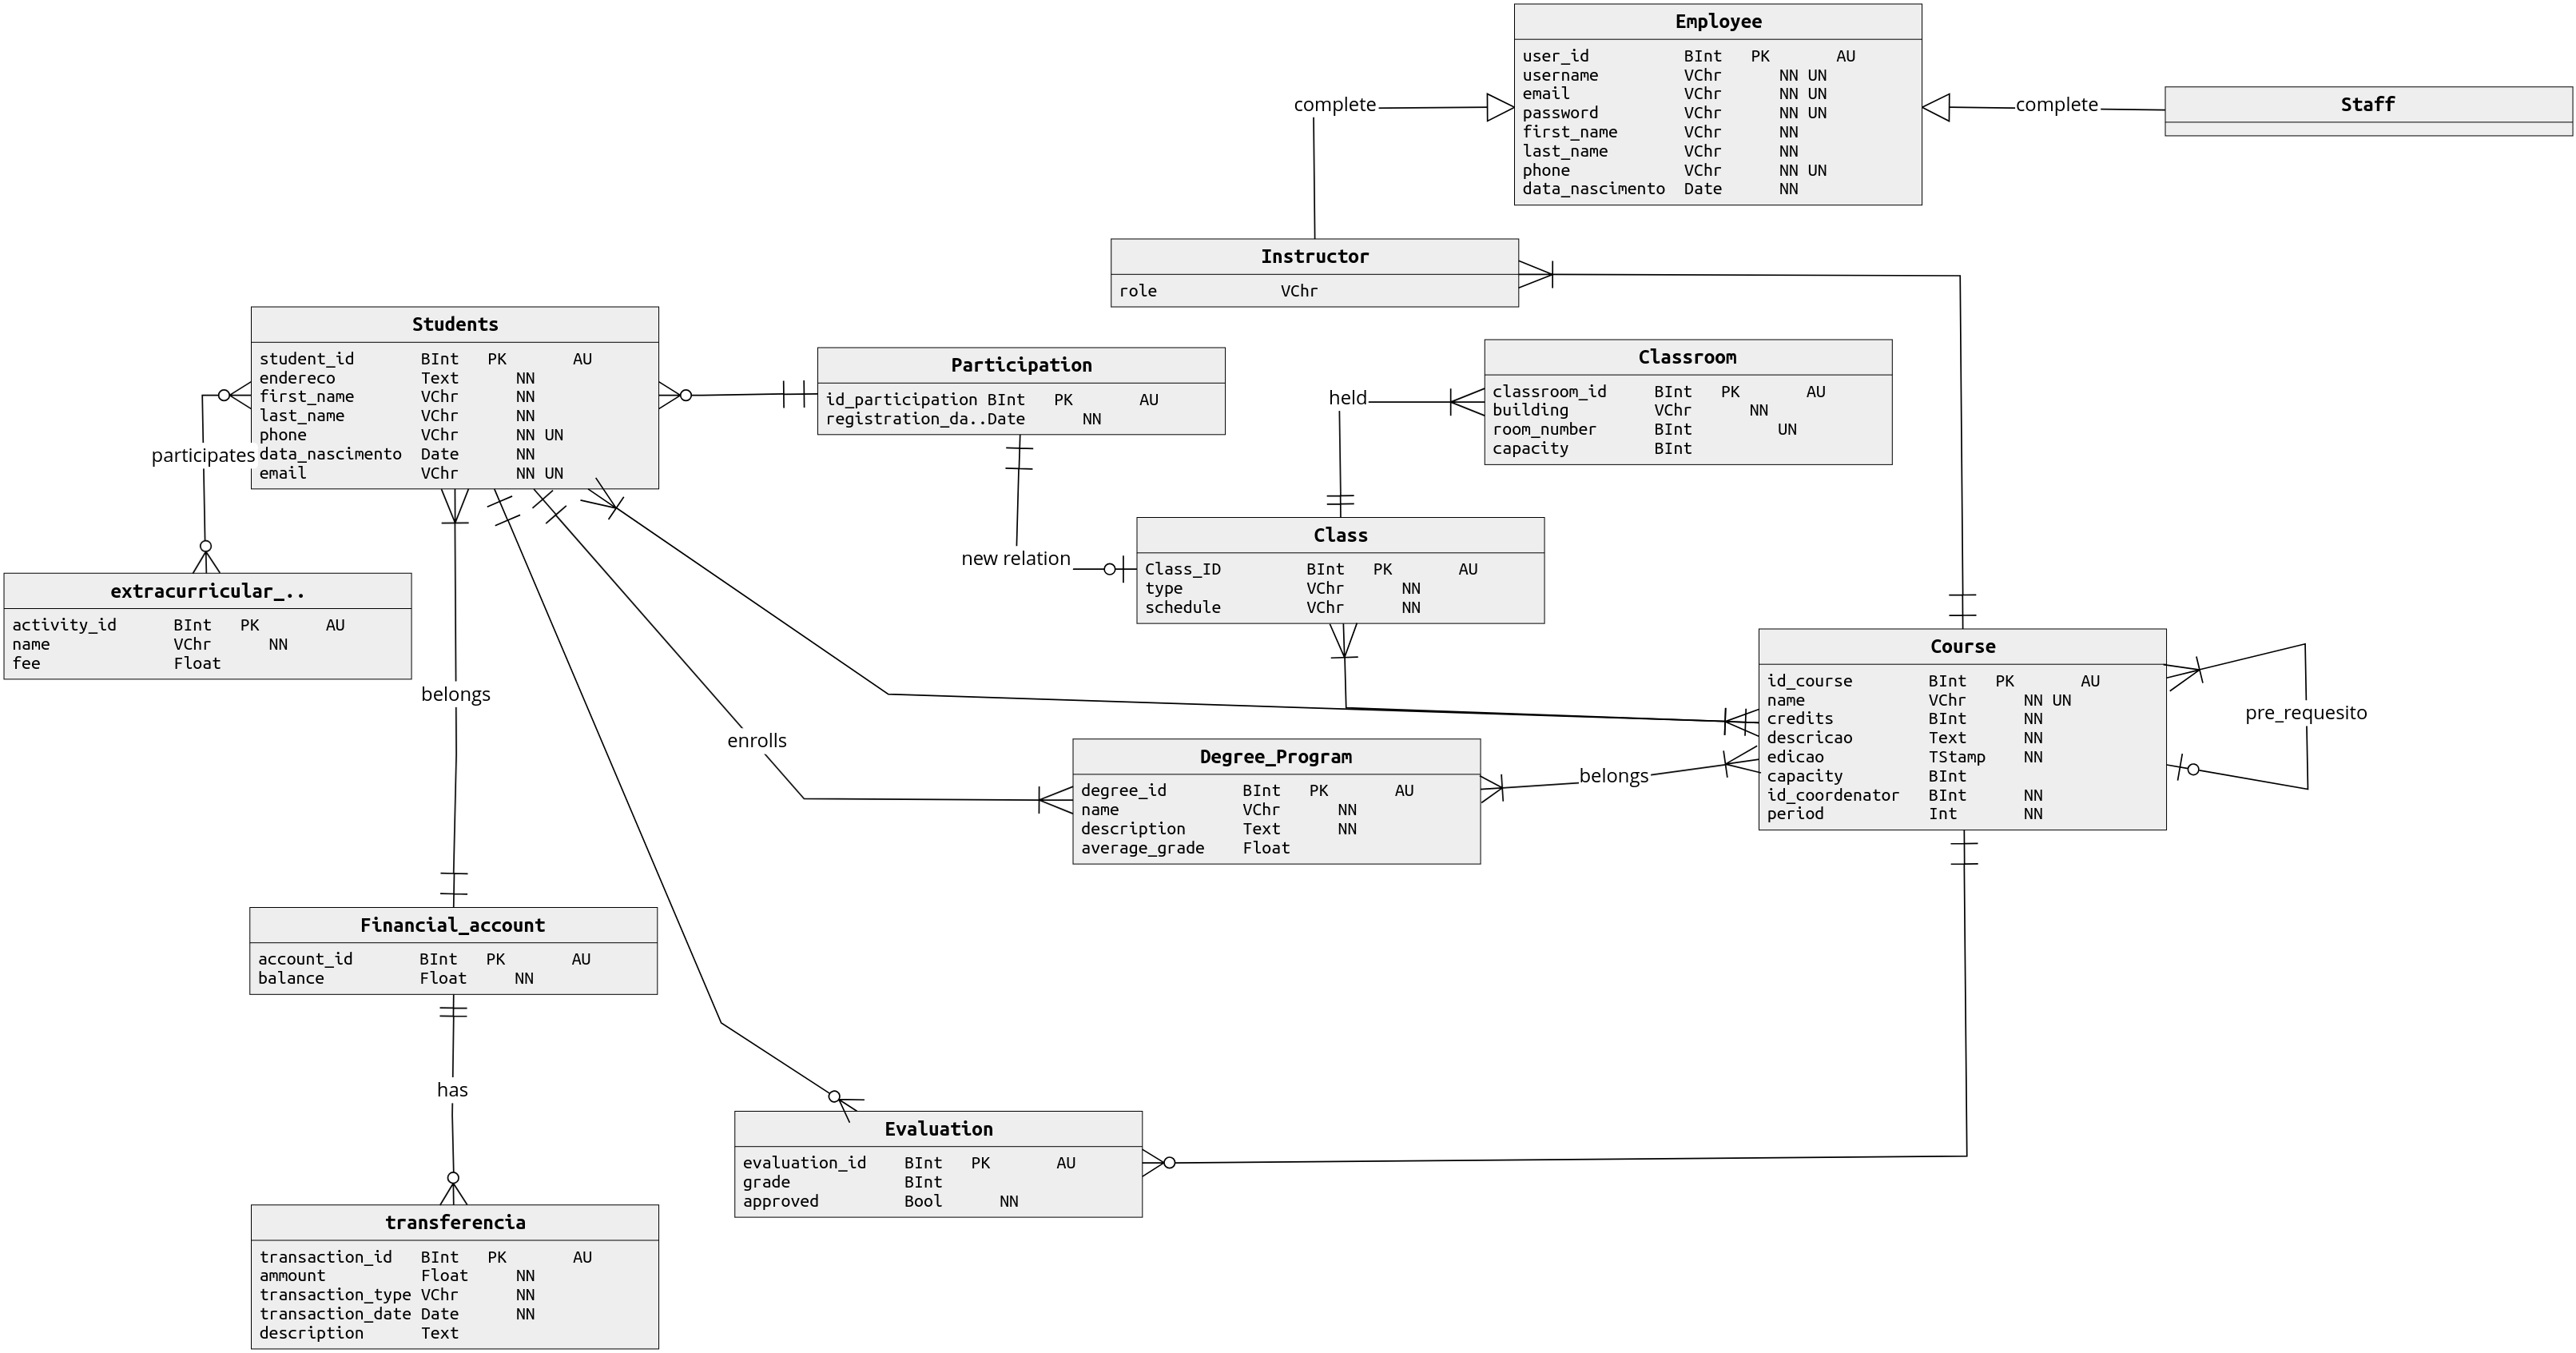 Employee
user_id BInt PK AU
username VChr NN UN
email VChr NN UN
password VChr NN UN
first_name VChr NN
last_name VChr NN
phone VChr NN UN
data_nascimento Date NN
complete
complete
Staff
Instructor
role VChr
Students
student_id BInt PK AU
endereco Text NN
first_name VChr NN
last_name VChr NN
phone VChr NN UN
data_nascimento Date NN
email VChr NN UN
Participation
id_participation BInt PK AU
registration_da..Date NN
Classroom
classroom_id BInt PK AU
building VChr NN
room_number BInt UN
capacity BInt
held
participates
new relation
Class
Class_ID BInt PK AU
type VChr NN
schedule VChr NN
extracurricular_..
activity_id BInt PK AU
name VChr NN
fee Float
Course
id_course BInt PK AU
name VChr NN UN
credits BInt NN
descricao Text NN
edicao TStamp NN
capacity BInt
id_coordenator BInt NN
period Int NN
pre_requesito
belongs
enrolls
Degree_Program
degree_id BInt PK AU
name VChr NN
description Text NN
average_grade Float
belongs
Financial_account
account_id BInt PK AU
balance Float NN
has
Evaluation
evaluation_id BInt PK AU
grade BInt
approved Bool NN
transferencia
transaction_id BInt PK AU
ammount Float NN
transaction_type VChr NN
transaction_date Date NN
description Text